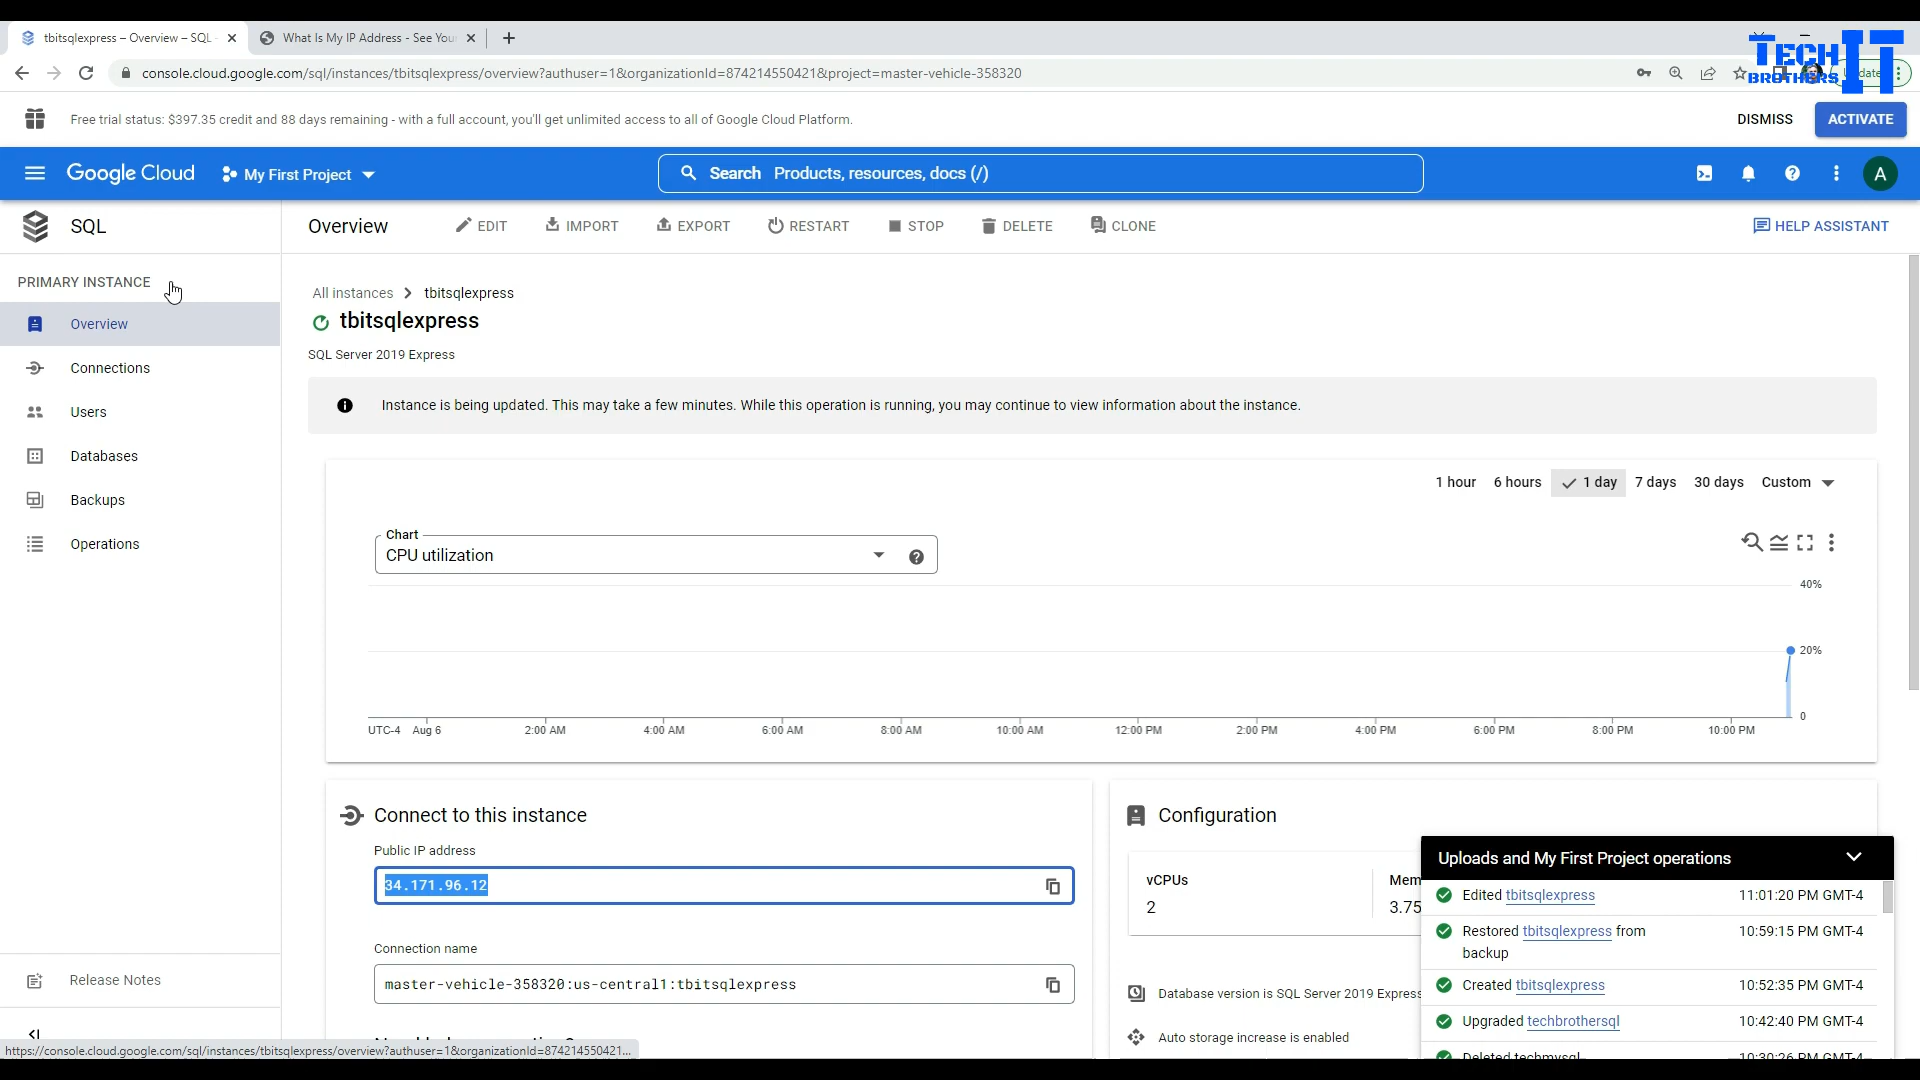 tbitsqlexpress – Overview – SQL
What Is My IP Address - See You
TECH IT
BROTHERS
console.cloud.google.com/sql/instances/tbitsqlexpress/overview?authuser=1&organizationId=874214550421&project=master-vehicle-358320
Free trial status: $397.35 credit and 88 days remaining - with a full account, you'll get unlimited access to all of Google Cloud Platform.
DISMISS
ACTIVATE
Google Cloud
My First Project
Search Products, resources, docs (/)
A
SQL
Overview
EDIT
IMPORT
EXPORT
RESTART
STOP
DELETE
CLONE
HELP ASSISTANT
PRIMARY INSTANCE
Overview
Connections
Users
Databases
Backups
Operations
Release Notes
All instances > tbitsqlexpress
tbitsqlexpress
SQL Server 2019 Express
Instance is being updated. This may take a few minutes. While this operation is running, you may continue to view information about the instance.
1 hour
6 hours
1 day
7 days
30 days
Custom
Chart
CPU utilization
40%
20%
0
UTC-4 Aug 6 2:00 AM 4:00 AM 6:00 AM 8:00 AM 10:00 AM 12:00 PM 2:00 PM 4:00 PM 6:00 PM 8:00 PM 10:00 PM
Connect to this instance
Public IP address
34.171.96.12
Connection name
master-vehicle-358320:us-central1:tbitsqlexpress
Configuration
vCPUs
2
Mem
3.75
Database version is SQL Server 2019 Express
Auto storage increase is enabled
Uploads and My First Project operations
Edited tbitsqlexpress 11:01:20 PM GMT-4
Restored tbitsqlexpress from backup 10:59:15 PM GMT-4
Created tbitsqlexpress 10:52:35 PM GMT-4
Upgraded techbrothersql 10:42:40 PM GMT-4
Deleted techmysql 10:30:26 PM GMT-4
https://console.cloud.google.com/sql/instances/tbitsqlexpress/overview?authuser=1&organizationId=874214550421...